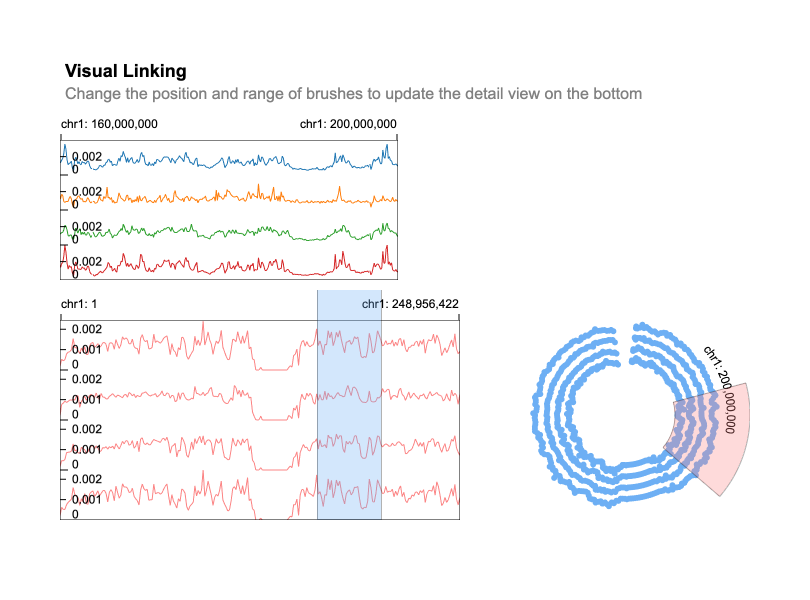 Visual Linking
Change the position and range of brushes to update the detail view on the bottom
chr1: 160,000,000
chr1: 200,000,000
0.002
0
0.002
0
0.002
0
0.002
0
chr1: 1
chr1: 248,956,422
0.002
0.001
0
0.002
0.001
0
0.002
0.001
0
0.002
0.001
0
chr1: 200,000,000